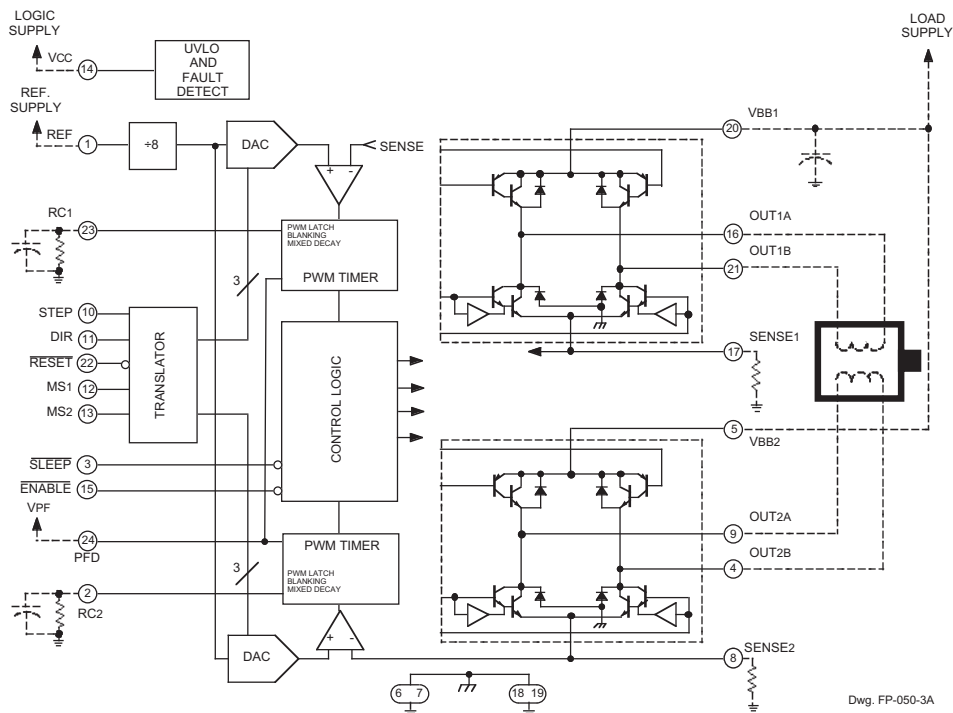 LOGIC
SUPPLY
VCC
14
UVLO
AND
FAULT
DETECT
LOAD
SUPPLY
REF.
SUPPLY
REF
1
÷8
DAC
SENSE
+ -
20
VBB1
RC1
23
PWM LATCH
BLANKING
MIXED DECAY
PWM TIMER
3
16
OUT1A
21
OUT1B
STEP
10
DIR
11
RESET
22
MS1
12
MS2
13
TRANSLATOR
CONTROL LOGIC
17
SENSE1
5
VBB2
SLEEP
3
ENABLE
15
VPF
24
PFD
PWM TIMER
PWM LATCH
BLANKING
MIXED DECAY
3
2
RC2
9
OUT2A
4
OUT2B
DAC
+ -
8
SENSE2
6 7
18 19
Dwg. FP-050-3A